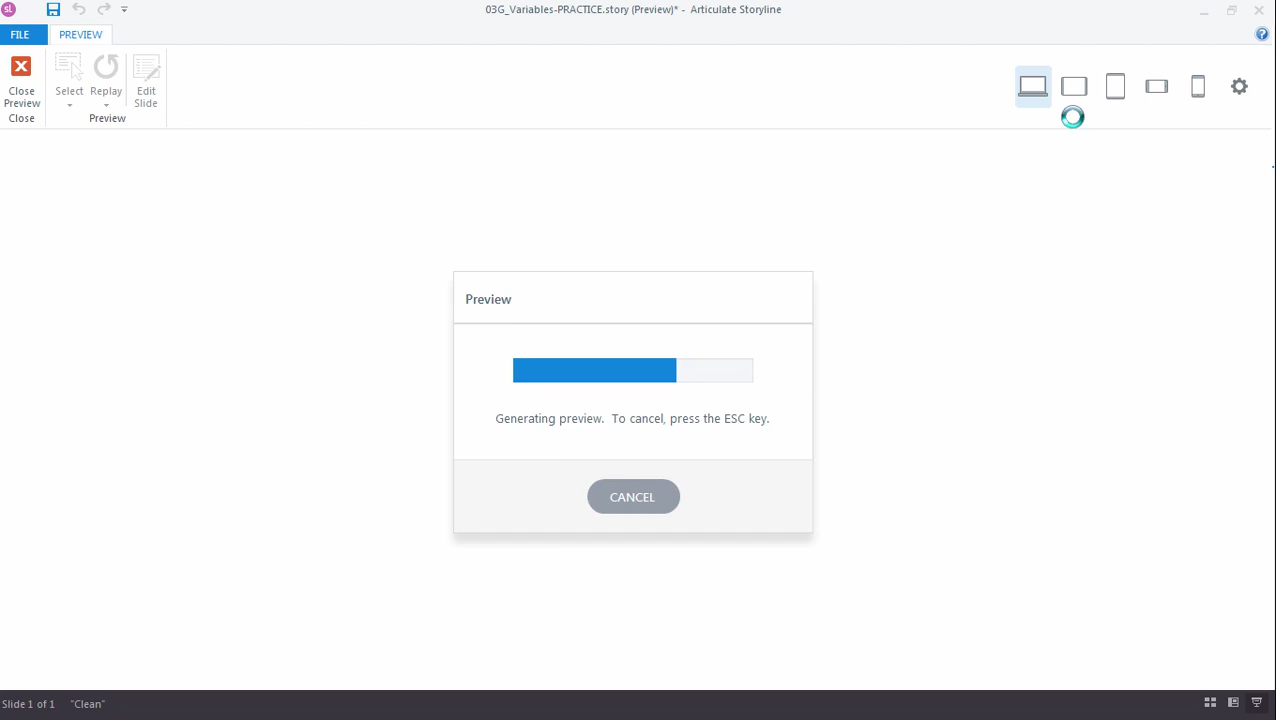 sL
03G_Variables-PRACTICE.story (Preview)* - Articulate Storyline
FILE
PREVIEW
?
Close Preview
Select
Replay
Edit Slide
Close
Preview
Preview
Generating preview. To cancel, press the ESC key.
CANCEL
Slide 1 of 1
"Clean"